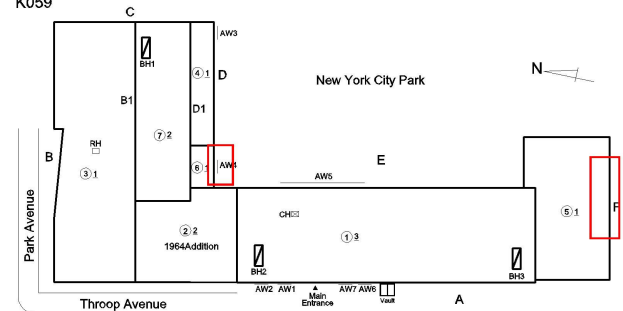 K059
C
AW3
BH1
④ 1
D
New York City Park
N
B1
D1
⑦ 2
RH
B
⑥ 1
AW4
E
③ 1
AW5
⑤ 1
F
Park Avenue
② 2
1964Addition
CH
① 3
BH2
BH3
AW2
AW1
Main
Entrance
AW7
AW6
Vault
A
Throop Avenue